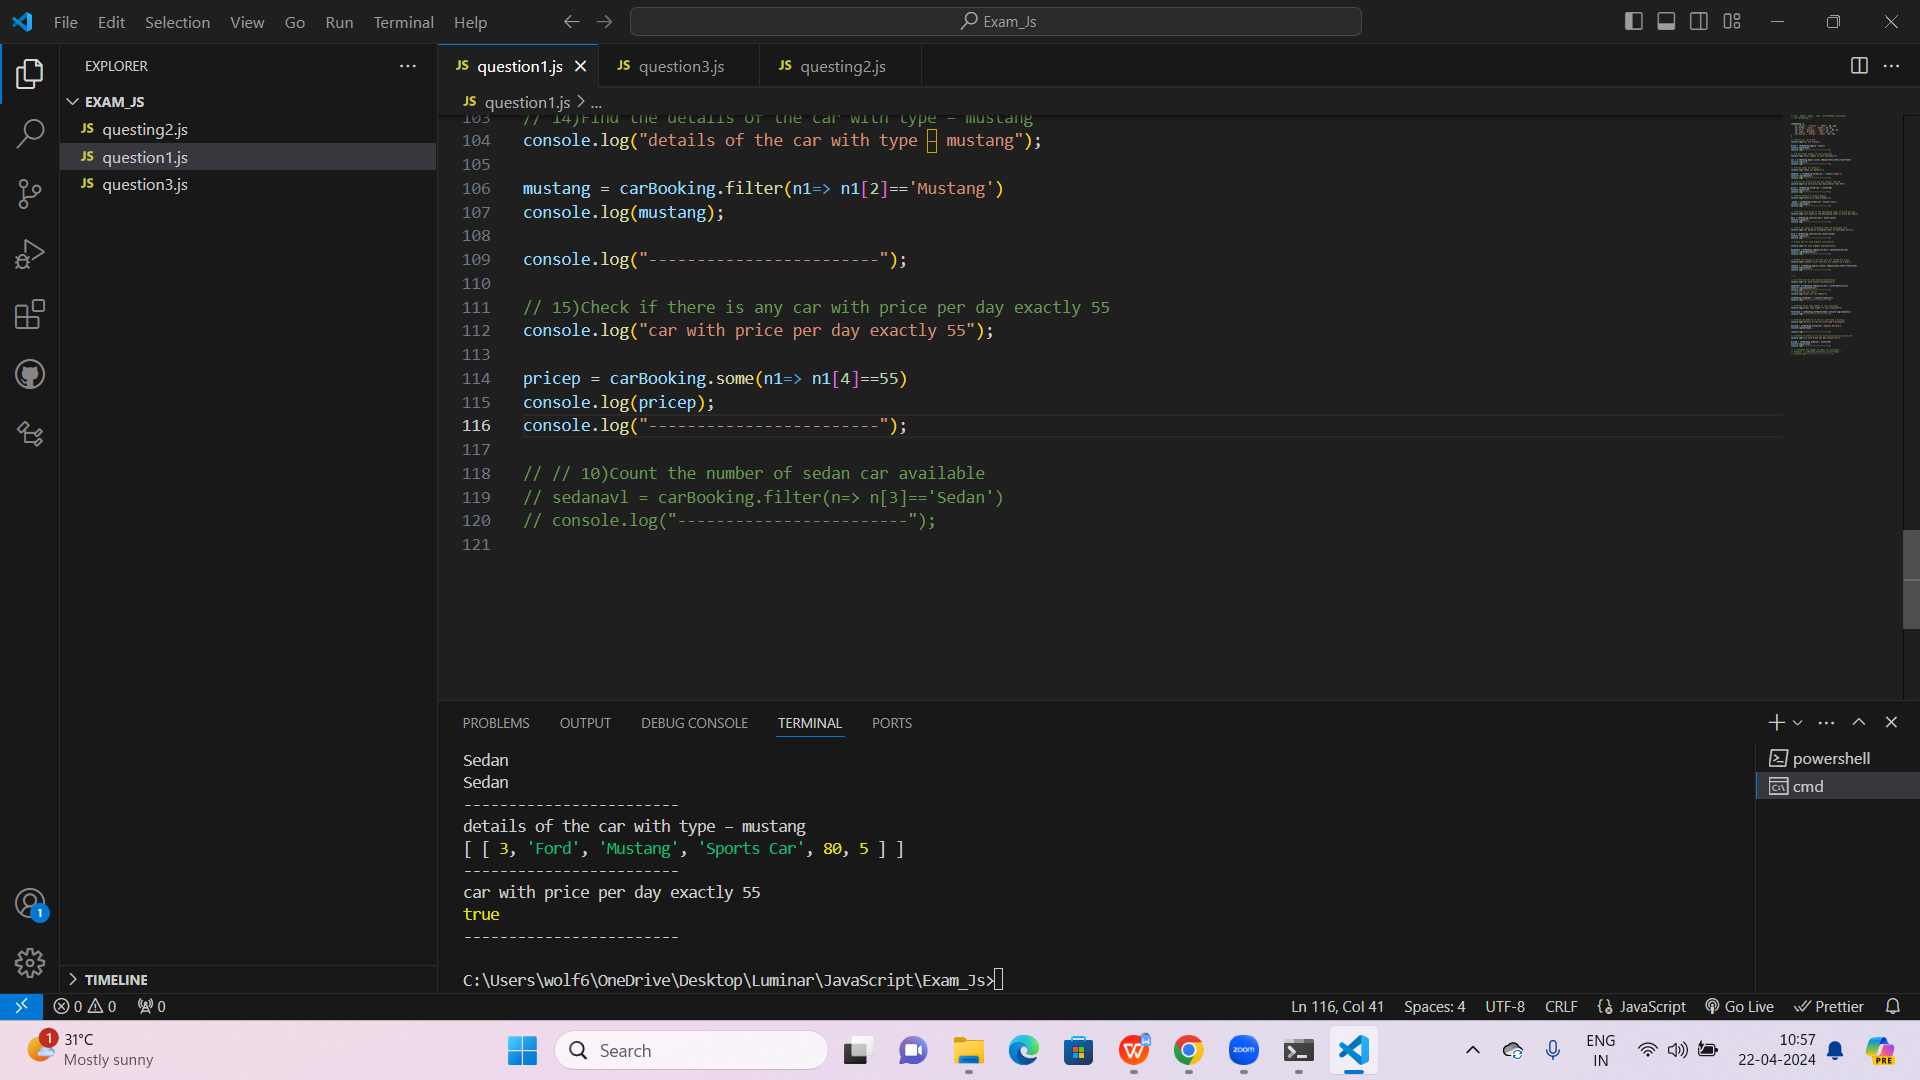 File Edit Selection View Go Run Terminal Help
Exam_Js
EXPLORER
EXAM_JS
JS questing2.js
JS question1.js
JS question3.js
TIMELINE
JS question1.js
JS question3.js
JS questing2.js
JS question1.js > ...
103 // 14)Find the details of the car with type – mustang
104 console.log("details of the car with type – mustang");
105
106 mustang = carBooking.filter(n1=> n1[2]=='Mustang')
107 console.log(mustang);
108
109 console.log("------------------------");
110
111 // 15)Check if there is any car with price per day exactly 55
112 console.log("car with price per day exactly 55");
113
114 pricep = carBooking.some(n1=> n1[4]==55)
115 console.log(pricep);
116 console.log("------------------------");
117
118 // // 10)Count the number of sedan car available
119 // sedanavl = carBooking.filter(n=> n[3]=='Sedan')
120 // console.log("------------------------");
121
PROBLEMS OUTPUT DEBUG CONSOLE TERMINAL PORTS
powershell
cmd
Sedan
Sedan
------------------------
details of the car with type – mustang
[ [ 3, 'Ford', 'Mustang', 'Sports Car', 80, 5 ] ]
------------------------
car with price per day exactly 55
true
------------------------
C:\Users\wolf6\OneDrive\Desktop\Luminar\JavaScript\Exam_Js>
1
0 0 0
Ln 116, Col 41 Spaces: 4 UTF-8 CRLF JavaScript Go Live Prettier
1
31°C
Mostly sunny
Search
zoom
ENG
IN
10:57
22-04-2024
PRE